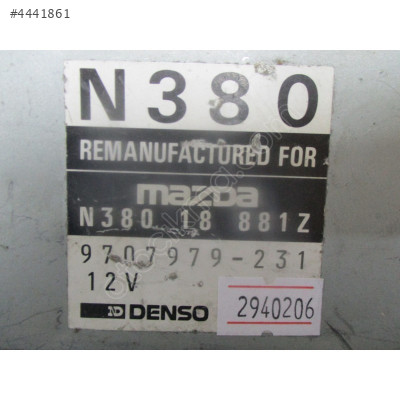 #4441861
N380
REMANUFACTURED FOR
mazda
N380 18 881Z
9707979-231
12V
DENSO
2940206